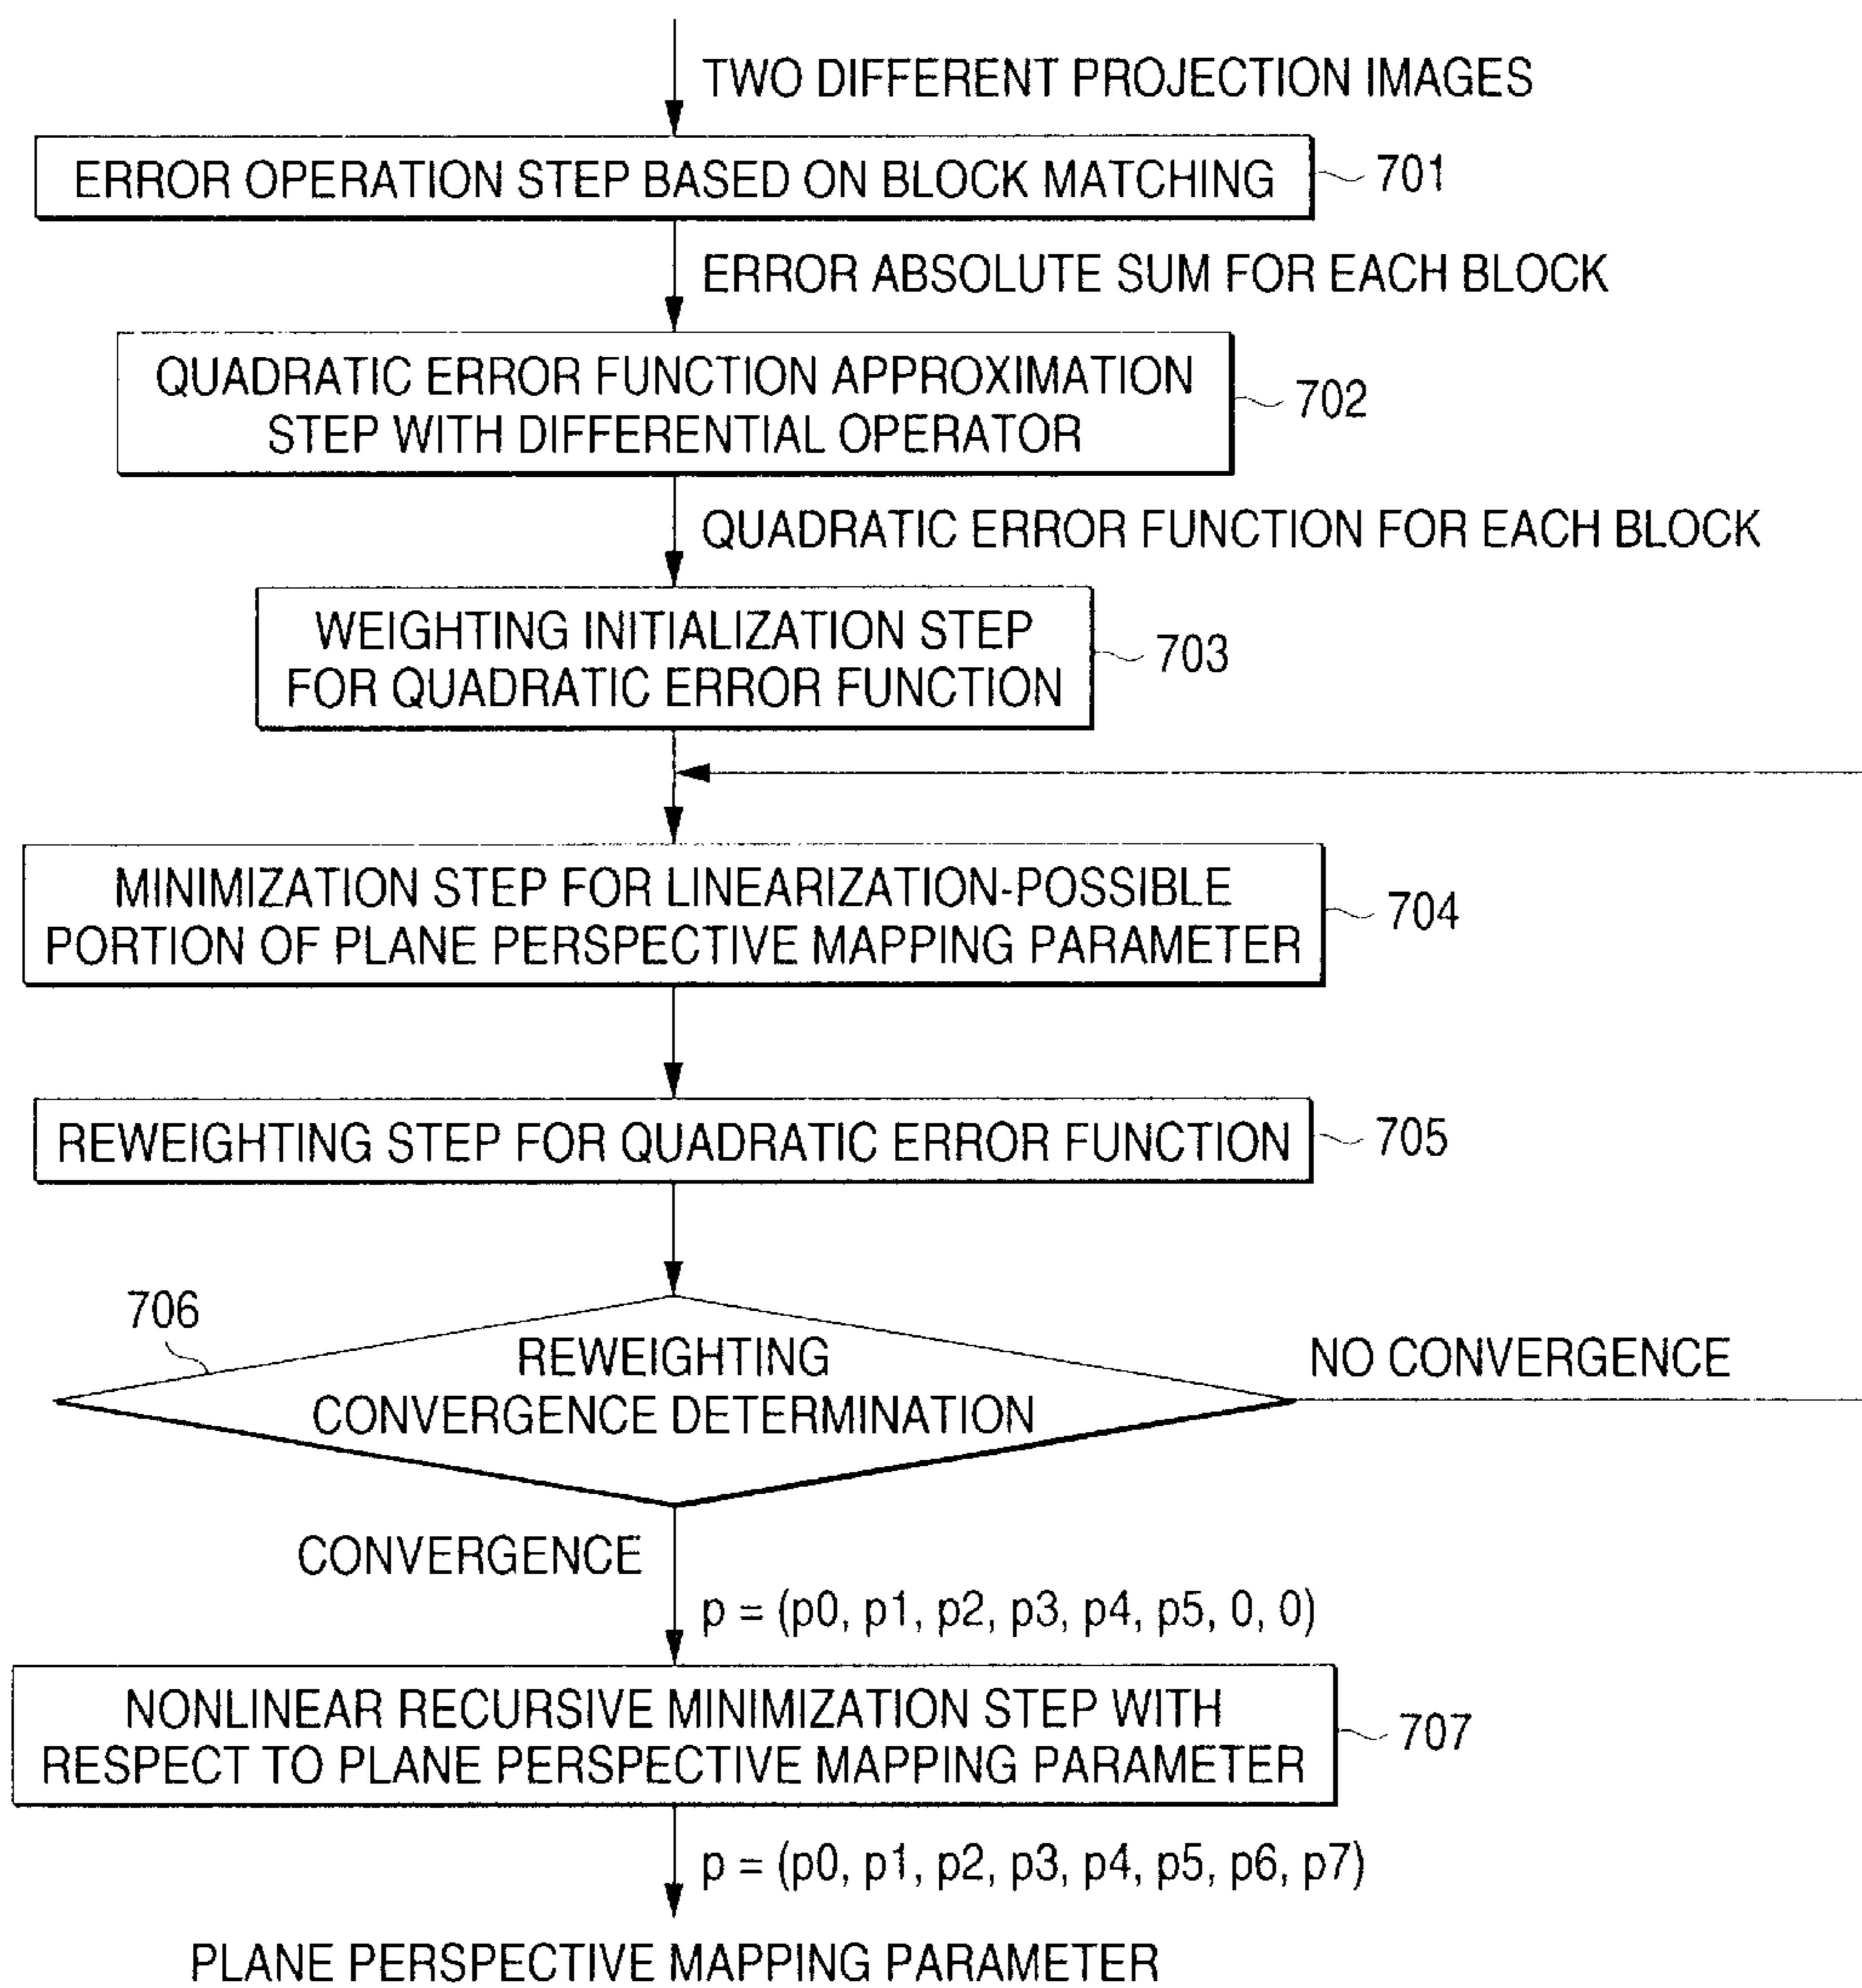 TWO DIFFERENT PROJECTION IMAGES
ERROR OPERATION STEP BASED ON BLOCK MATCHING
701
ERROR ABSOLUTE SUM FOR EACH BLOCK
QUADRATIC ERROR FUNCTION APPROXIMATION
STEP WITH DIFFERENTIAL OPERATOR
702
QUADRATIC ERROR FUNCTION FOR EACH BLOCK
WEIGHTING INITIALIZATION STEP
FOR QUADRATIC ERROR FUNCTION
703
MINIMIZATION STEP FOR LINEARIZATION-POSSIBLE
PORTION OF PLANE PERSPECTIVE MAPPING PARAMETER
704
REWEIGHTING STEP FOR QUADRATIC ERROR FUNCTION
705
706
REWEIGHTING
CONVERGENCE DETERMINATION
NO CONVERGENCE
CONVERGENCE
p = (p0, p1, p2, p3, p4, p5, 0, 0)
NONLINEAR RECURSIVE MINIMIZATION STEP WITH
RESPECT TO PLANE PERSPECTIVE MAPPING PARAMETER
707
p = (p0, p1, p2, p3, p4, p5, p6, p7)
PLANE PERSPECTIVE MAPPING PARAMETER